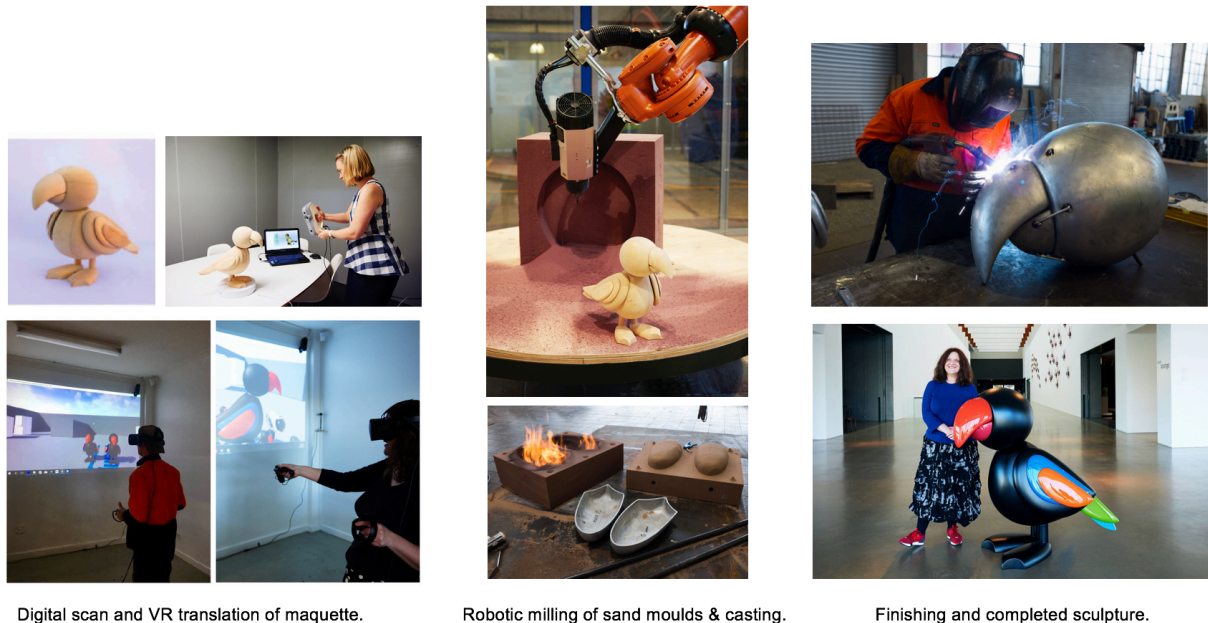 Digital scan and VR translation of maquette.
Robotic milling of sand moulds & casting.
Finishing and completed sculpture.